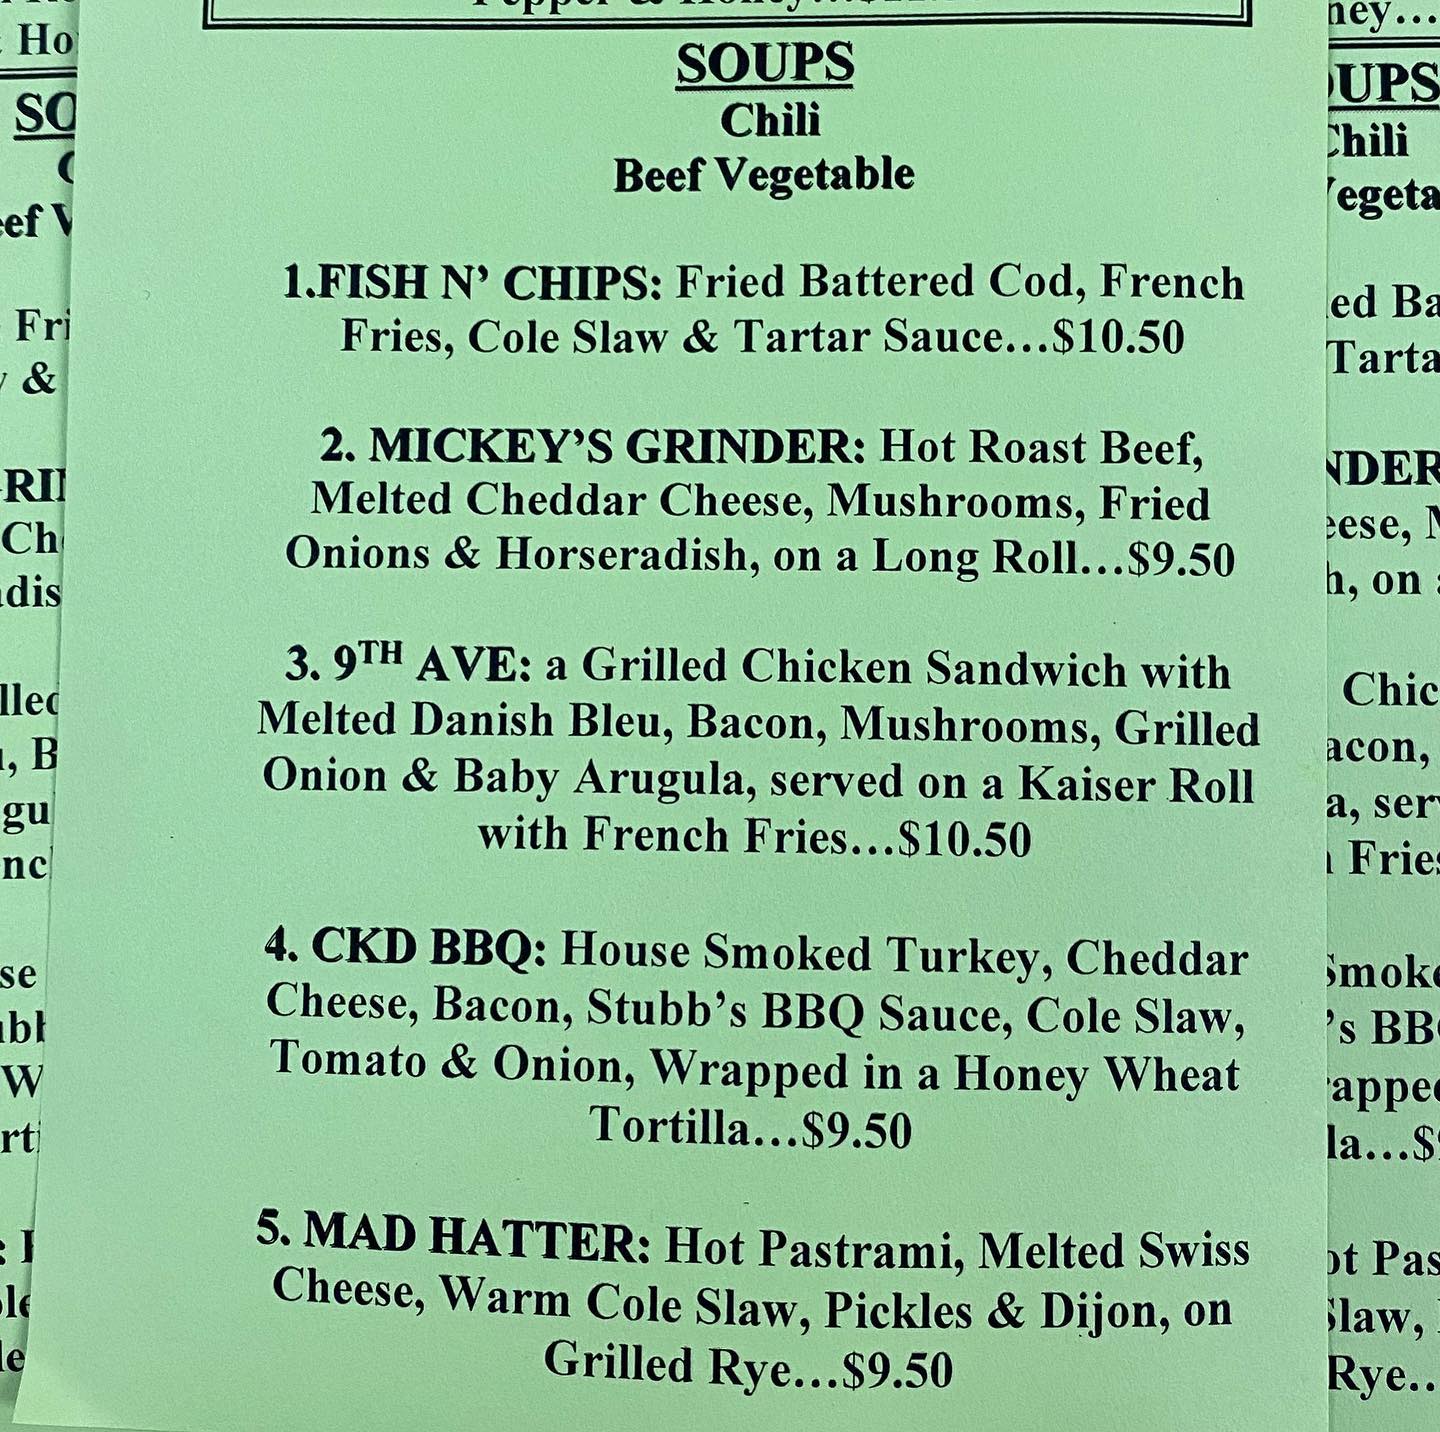 SOUPS
Chili
Beef Vegetable
1.FISH N’ CHIPS: Fried Battered Cod, French
Fries, Cole Slaw & Tartar Sauce...$10.50
2. MICKEY’S GRINDER: Hot Roast Beef,
Melted Cheddar Cheese, Mushrooms, Fried
Onions & Horseradish, on a Long Roll...$9.50
3. 9TH AVE: a Grilled Chicken Sandwich with
Melted Danish Bleu, Bacon, Mushrooms, Grilled
Onion & Baby Arugula, served on a Kaiser Roll
with French Fries...$10.50
4. CKD BBQ: House Smoked Turkey, Cheddar
Cheese, Bacon, Stubb’s BBQ Sauce, Cole Slaw,
Tomato & Onion, Wrapped in a Honey Wheat
Tortilla...$9.50
5. MAD HATTER: Hot Pastrami, Melted Swiss
Cheese, Warm Cole Slaw, Pickles & Dijon, on
Grilled Rye...$9.50